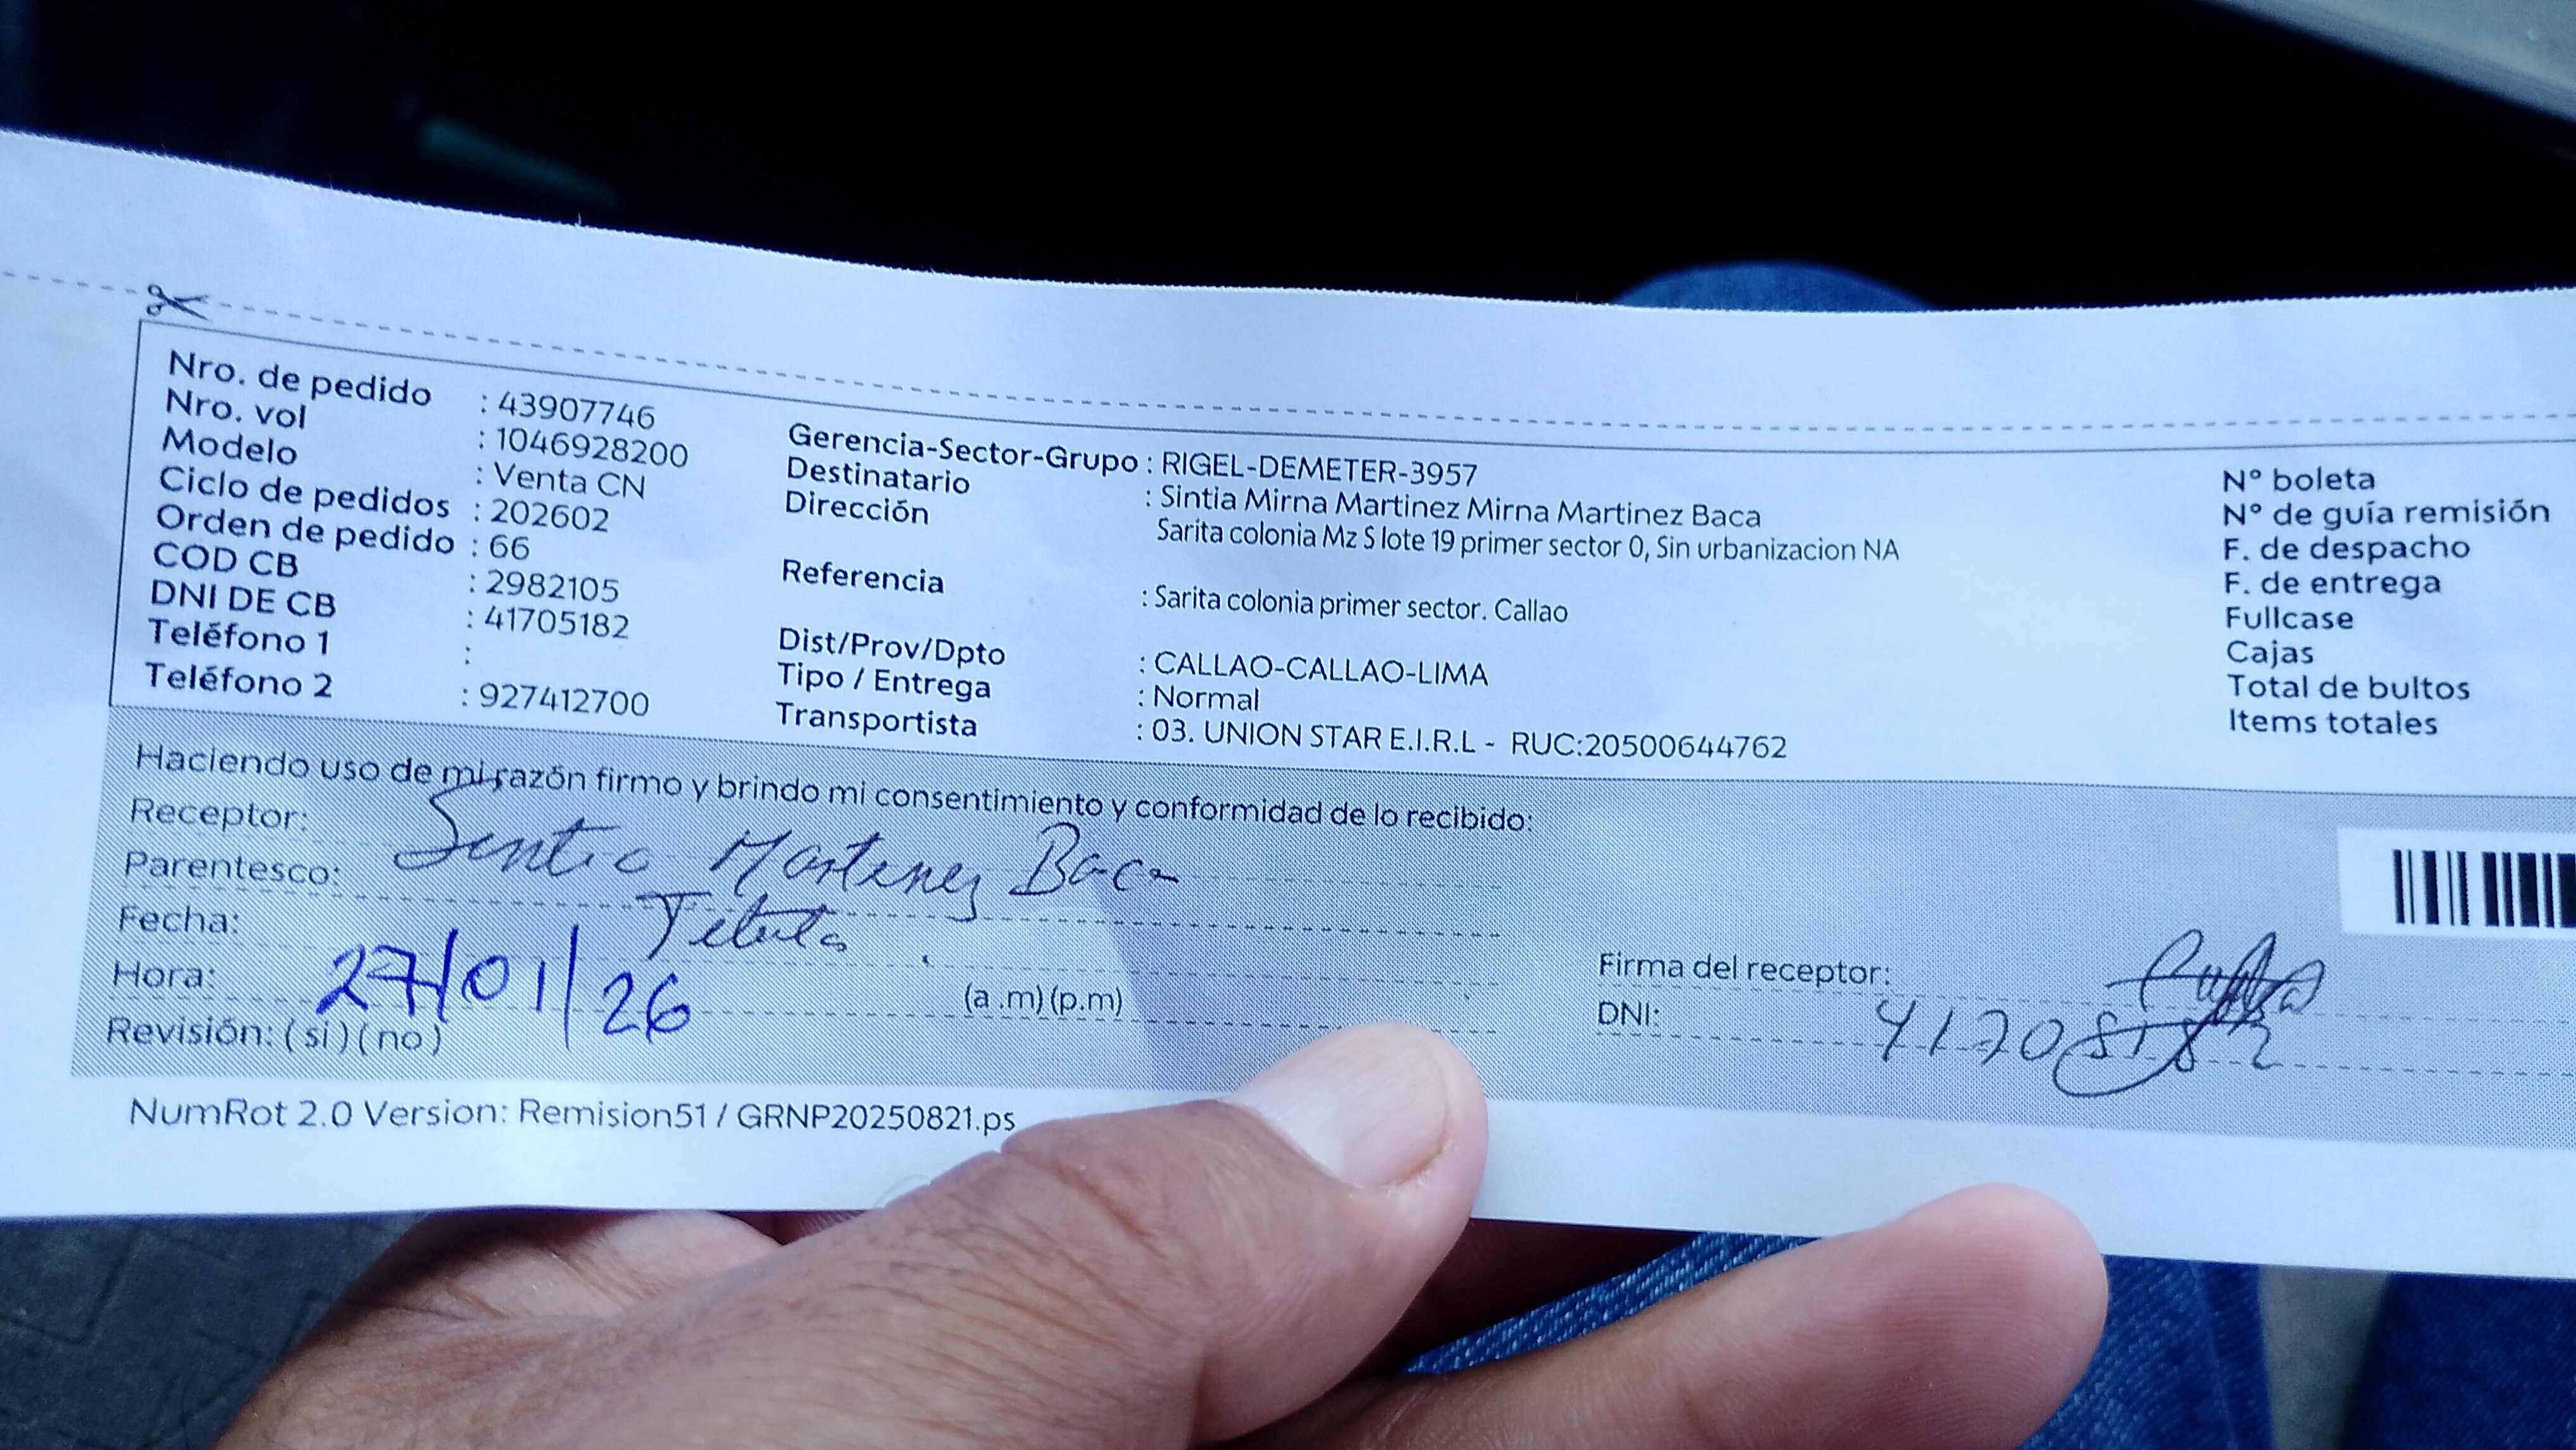 Nro. de pedido : 43907746
Nro. vol : 1046928200
Modelo : Venta CN
Ciclo de pedidos : 202602
Orden de pedido : 66
COD CB : 2982105
DNI DE CB : 41705182
Teléfono 1 :
Teléfono 2 : 927412700
Gerencia-Sector-Grupo : RIGEL-DEMETER-3957
Destinatario : Sintia Mirna Martinez Mirna Martinez Baca
Dirección Sarita colonia Mz S lote 19 primer sector 0, Sin urbanizacion NA
Referencia : Sarita colonia primer sector. Callao
Dist/Prov/Dpto : CALLAO-CALLAO-LIMA
Tipo / Entrega : Normal
Transportista : 03. UNION STAR E.I.R.L - RUC:20500644762
N° boleta
N° de guía remisión
F. de despacho
F. de entrega
Fullcase
Cajas
Total de bultos
Items totales
Haciendo uso de mi razón firmo y brindo mi consentimiento y conformidad de lo recibido:
Receptor: Sintia Martinez Baca
Parentesco:
Fecha: 27/01/26
Hora: (a .m) (p.m)
Revisión: ( si ) ( no )
Firma del receptor:
DNI:
NumRot 2.0 Version: Remision51 / GRNP20250821.ps